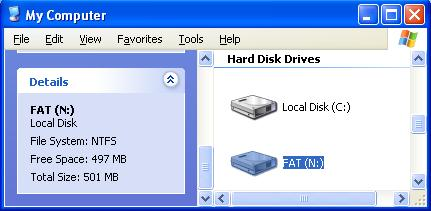 My Computer
File Edit View Favorites Tools Help
Details
FAT (N:)
Local Disk
File System: NTFS
Free Space: 497 MB
Total Size: 501 MB
Hard Disk Drives
Local Disk (C:)
FAT (N:)